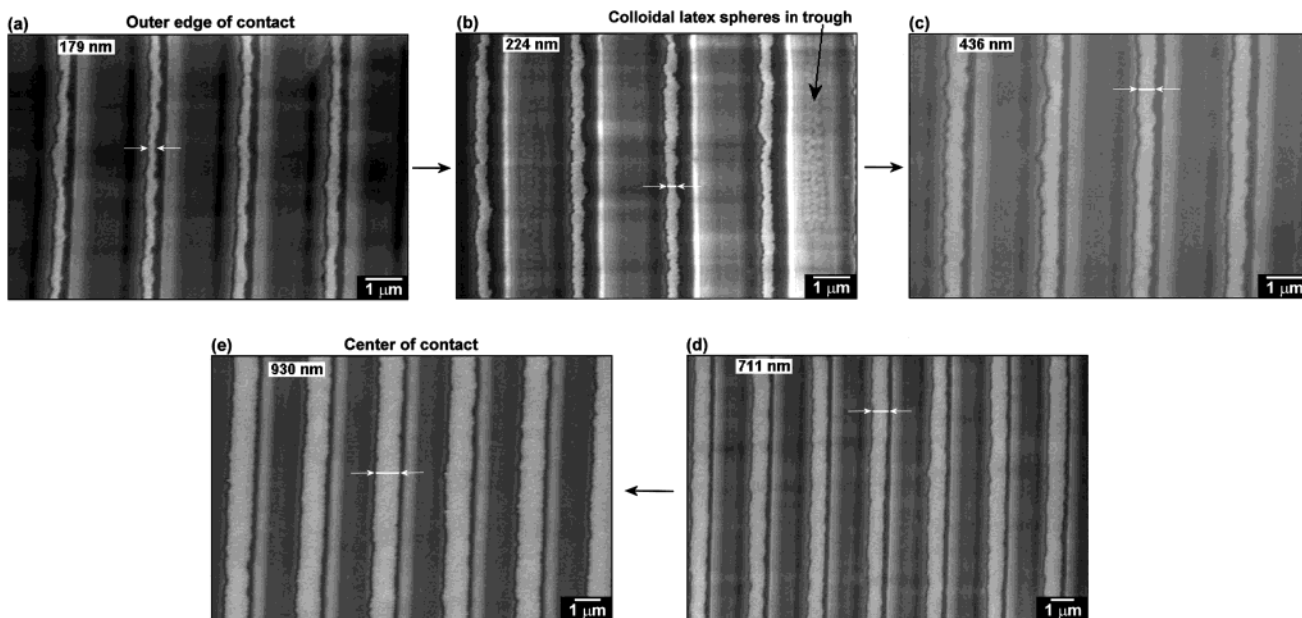 (a)
Outer edge of contact
179 nm
1 μm
(b)
Colloidal latex spheres in trough
224 nm
1 μm
(c)
436 nm
1 μm
(e)
Center of contact
930 nm
1 μm
(d)
711 nm
1 μm